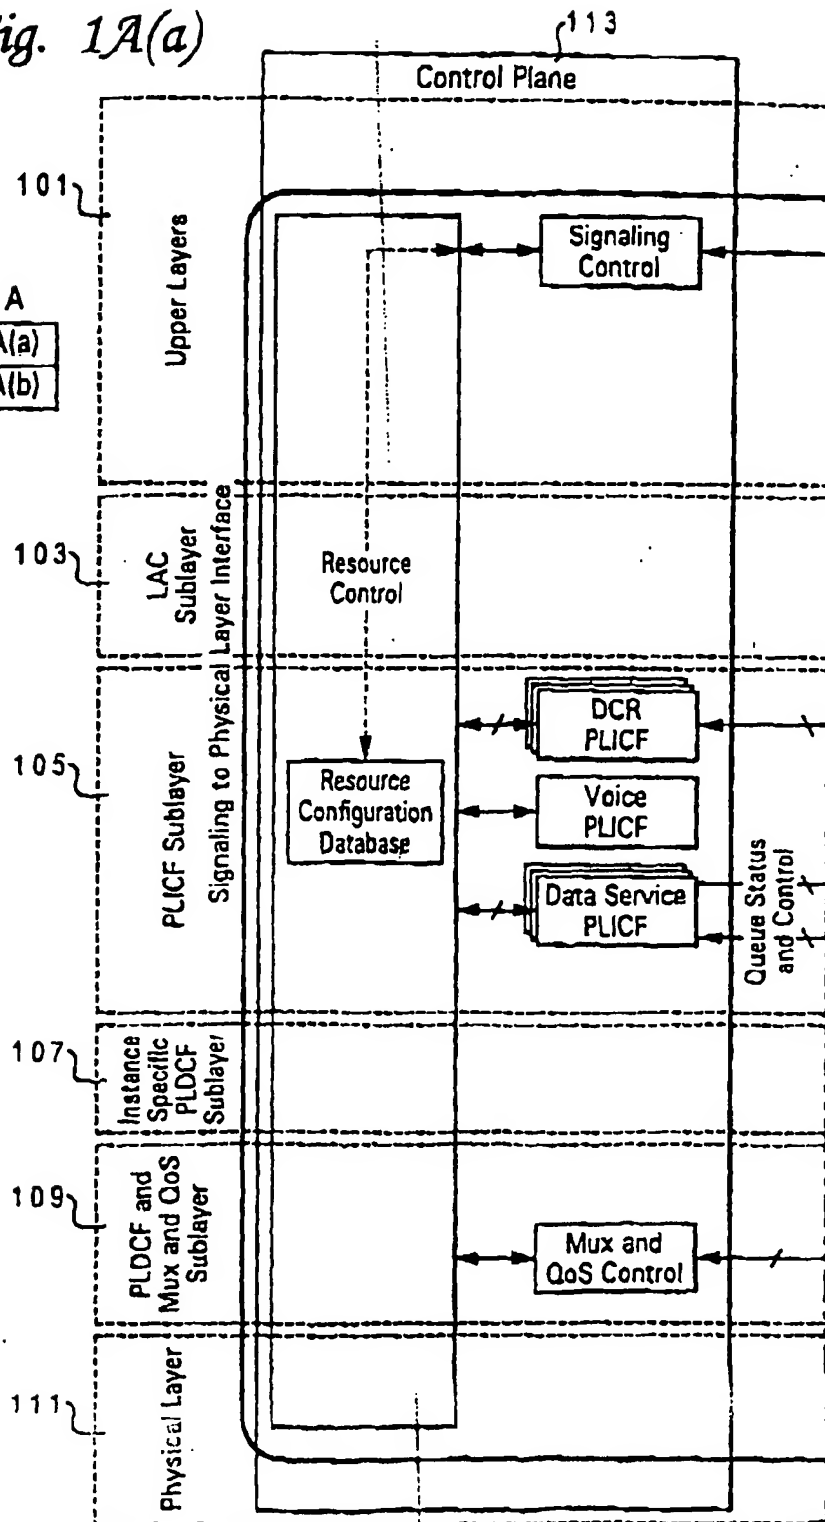 ig. 1A(a)
113
Control Plane
101
Upper Layers
Signaling
Control
A
A(a)
A(b)
103
LAC
Sublayer
Signaling to Physical Layer Interface
Resource
Control
105
PLICF Sublayer
DCR
PLICF
Resource
Configuration
Database
Voice
PLICF
Data Service
PLICF
Queue Status
and Control
107
Instance
Specific
PLDCF
Sublayer
109
PLDCF and
Mux and QoS
Sublayer
Mux and
QoS Control
111
Physical Layer